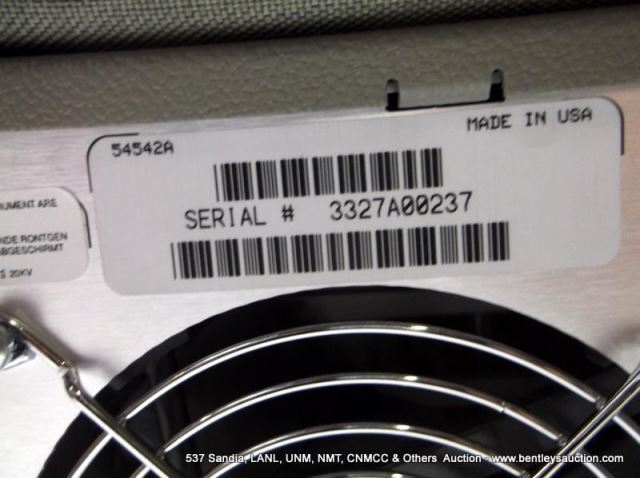 54542A
MADE IN USA
SERIAL # 3327A00237
RUMENT ARE
NDE RONTGEN
ABGESCHIRMT
S 20KV
537 Sandia, LANL, UNM, NMT, CNMCC & Others Auction - www.bentleysauction.com